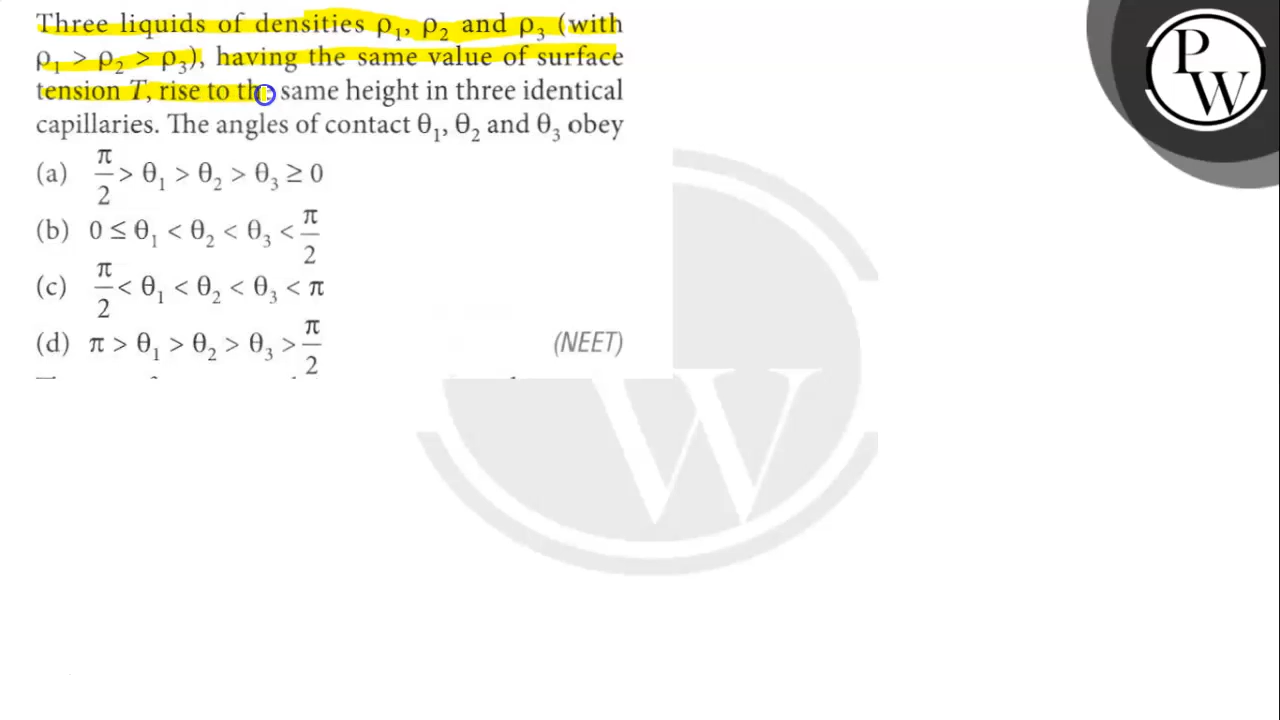 Three liquids of densities ρ₁, ρ₂ and ρ₃ (with
ρ₁ > ρ₂ > ρ₃), having the same value of surface
tension T, rise to th same height in three identical
capillaries. The angles of contact θ₁, θ₂ and θ₃ obey
(a) π/2 > θ₁ > θ₂ > θ₃ ≥ 0
(b) 0 ≤ θ₁ < θ₂ < θ₃ < π/2
(c) π/2 < θ₁ < θ₂ < θ₃ < π
(d) π > θ₁ > θ₂ > θ₃ > π/2 (NEET)
P
W
W